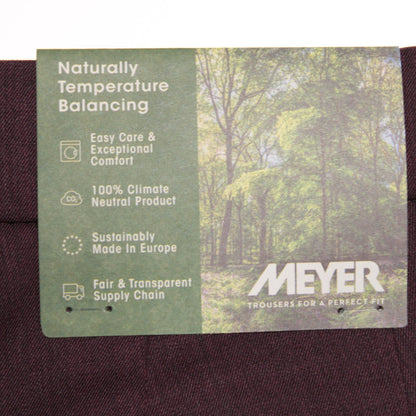 Naturally
Temperature
Balancing
Easy Care &
Exceptional
Comfort
CO₂
100% Climate
Neutral Product
Sustainably
Made In Europe
Fair & Transparent
Supply Chain
MEYER
TROUSERS FOR A PERFECT FIT